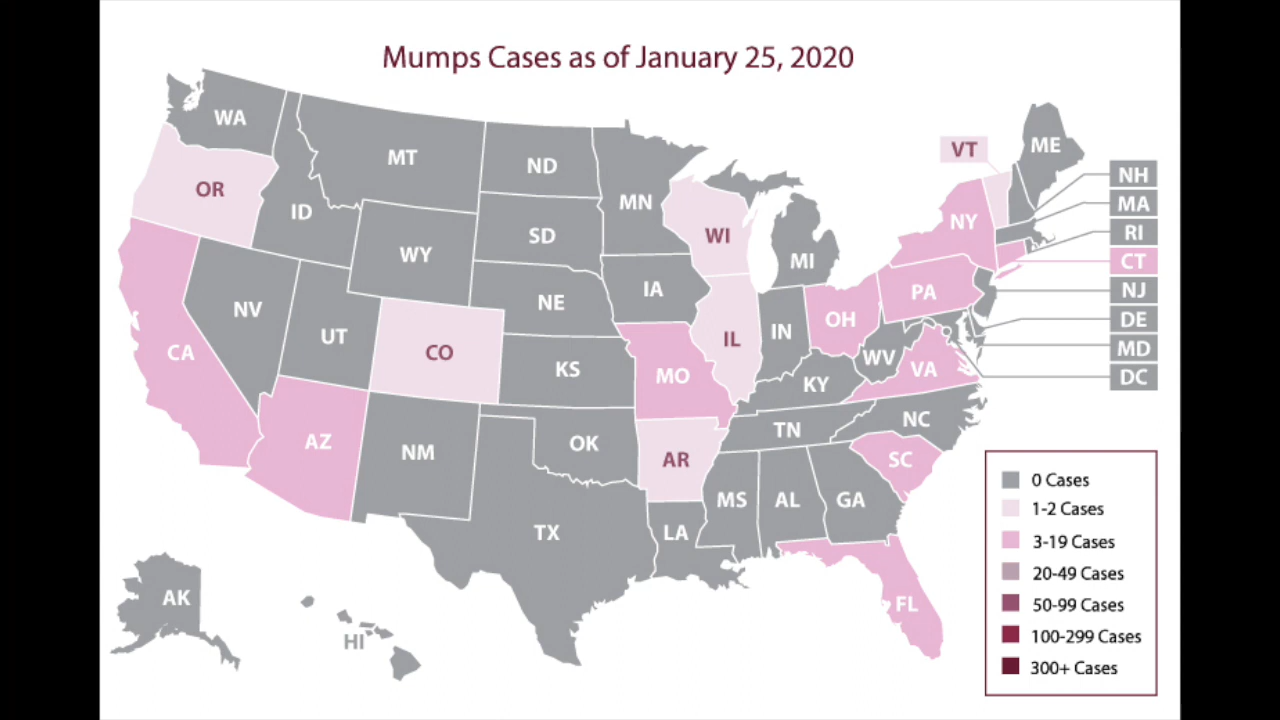 Mumps Cases as of January 25, 2020
WA
MT
ND
MN
VT
ME
NH
OR
ID
SD
WI
NY
MA
WY
MI
RI
CT
NV
NE
IA
PA
NJ
UT
CO
IL
IN
OH
DE
CA
KS
MO
WV
VA
MD
KY
DC
AZ
NM
OK
AR
TN
NC
SC
MS
AL
GA
TX
LA
AK
HI
FL
0 Cases
1-2 Cases
3-19 Cases
20-49 Cases
50-99 Cases
100-299 Cases
300+ Cases